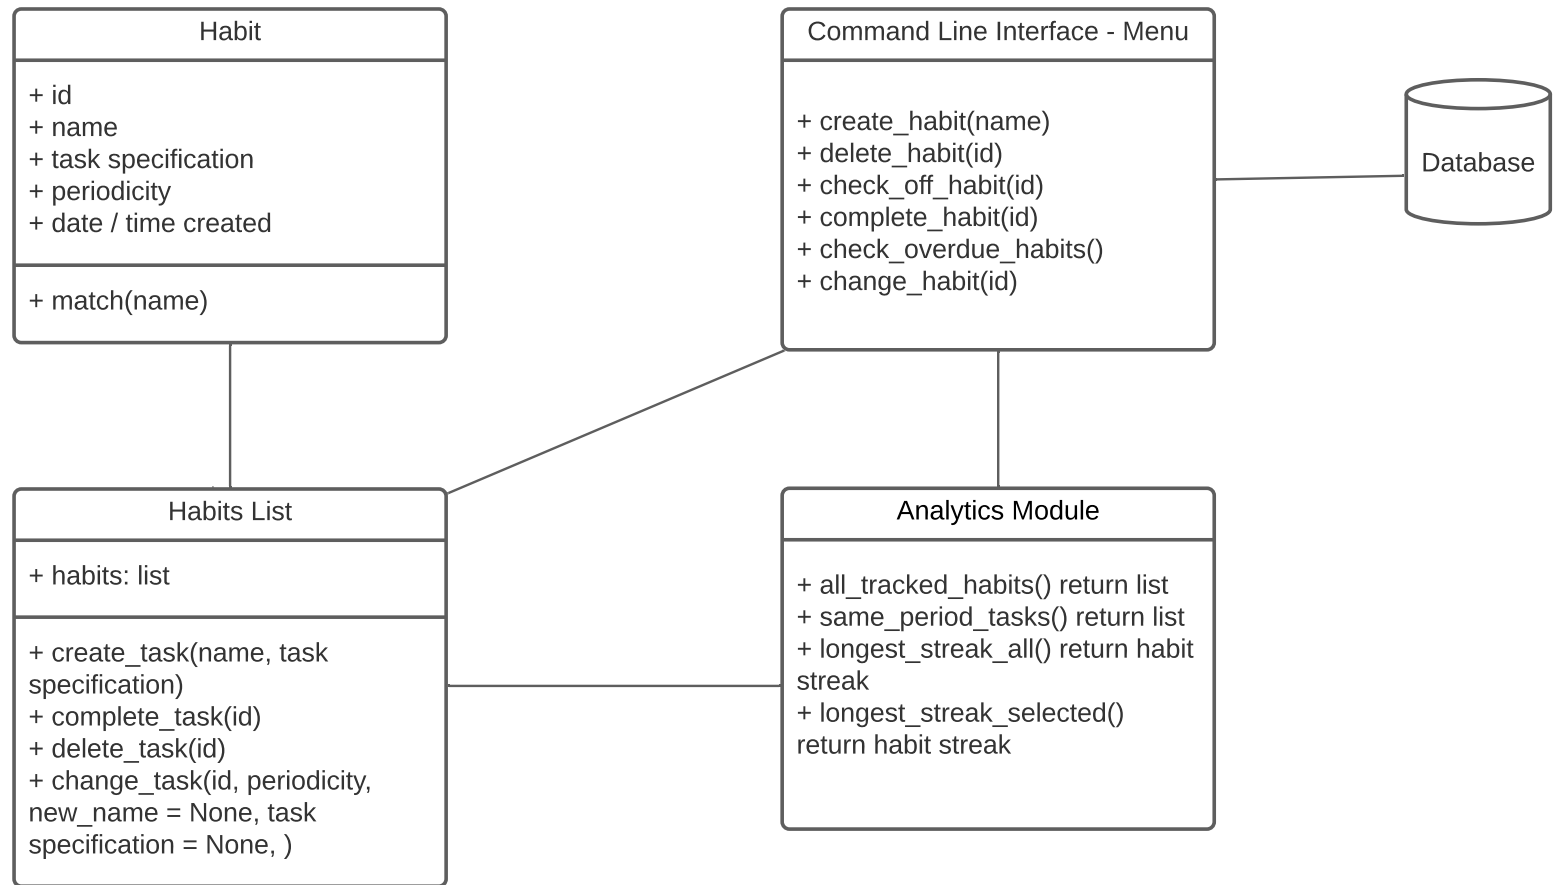 Habit
+ id
+ name
+ task specification
+ periodicity
+ date / time created
+ match(name)
Command Line Interface - Menu
+ create_habit(name)
+ delete_habit(id)
+ check_off_habit(id)
+ complete_habit(id)
+ check_overdue_habits()
+ change_habit(id)
Database
Habits List
+ habits: list
+ create_task(name, task
specification)
+ complete_task(id)
+ delete_task(id)
+ change_task(id, periodicity,
new_name = None, task
specification = None, )
Analytics Module
+ all_tracked_habits() return list
+ same_period_tasks() return list
+ longest_streak_all() return habit
streak
+ longest_streak_selected()
return habit streak